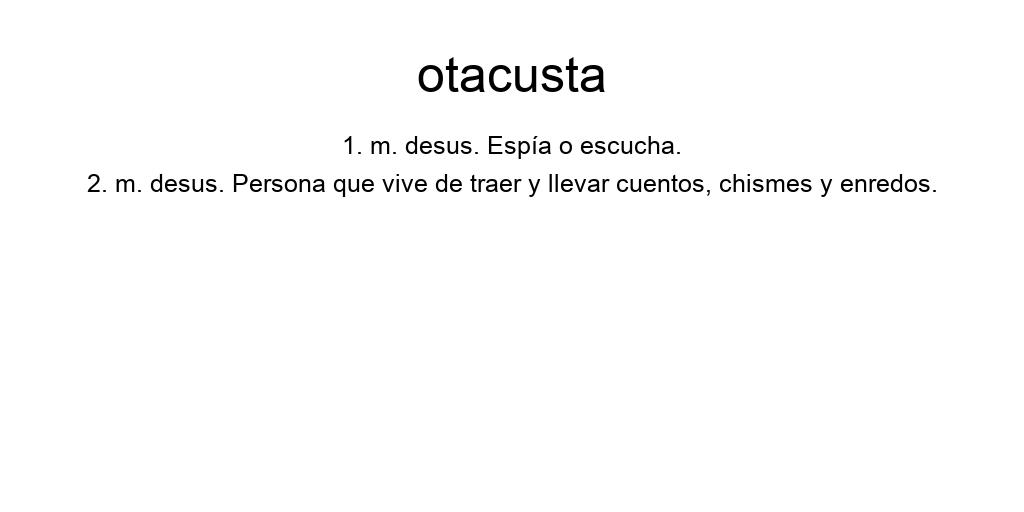 otacusta
1. m. desus. Espía o escucha.
2. m. desus. Persona que vive de traer y llevar cuentos, chismes y enredos.